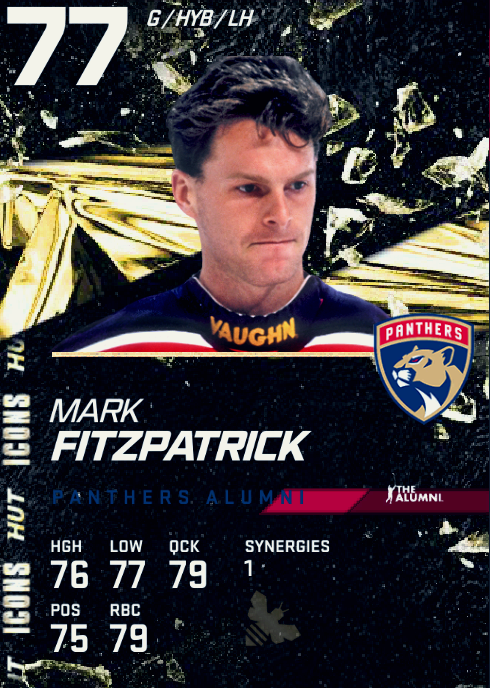 77
G / HYB / LH
VAUGHN
PANTHERS
MARK
FITZPATRICK
PANTHERS ALUMNI
THE
ALUMNI
HGH LOW QCK SYNERGIES
76 77 79 1
POS RBC
75 79
HUT ICONS HUT ICONS